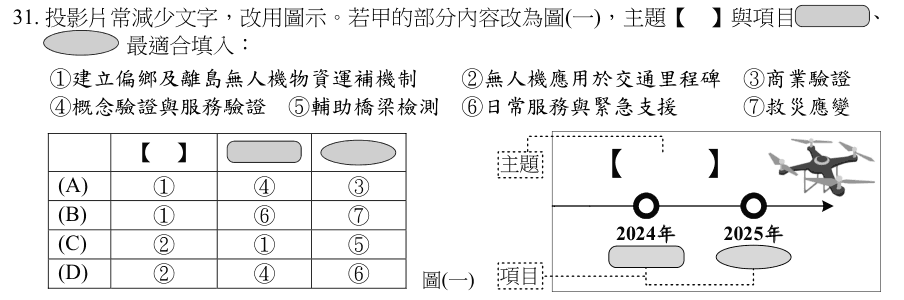 31. 投影片常減少文字，改用圖示。若甲的部分內容改為圖(一)，主題【　】與項目　　　、
　　　最適合填入：
①建立偏鄉及離島無人機物資運補機制　②無人機應用於交通里程碑　③商業驗證
④概念驗證與服務驗證　⑤輔助橋梁檢測　⑥日常服務與緊急支援　⑦救災應變
【　】
(A) ① ④ ③
(B) ① ⑥ ⑦
(C) ② ① ⑤
(D) ② ④ ⑥
圖(一)
主題【　】
2024年 2025年
項目